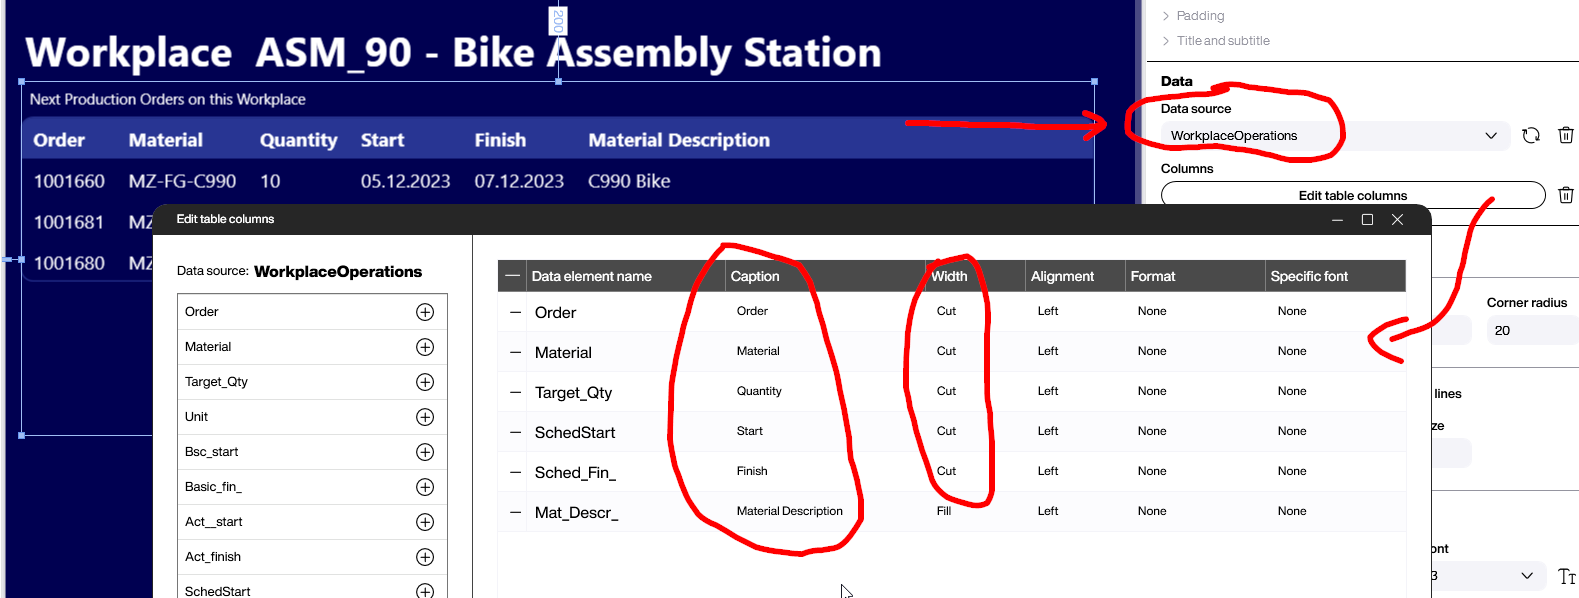 200
Workplace ASM_90 - Bike Assembly Station
Next Production Orders on this Workplace
Order Material Quantity Start Finish Material Description
1001660 MZ-FG-C990 10 05.12.2023 07.12.2023 C990 Bike
1001681 MZ
1001680 MZ
Padding
Title and subtitle
Data
Data source
WorkplaceOperations
Columns
Edit table columns
Corner radius
20
lines
ze
ont
3
Edit table columns
Data source: WorkplaceOperations
Order
Material
Target_Qty
Unit
Bsc_start
Basic_fin_
Act__start
Act_finish
SchedStart
Data element name Caption Width Alignment Format Specific font
Order Order Cut Left None None
Material Material Cut Left None None
Target_Qty Quantity Cut Left None None
SchedStart Start Cut Left None None
Sched_Fin_ Finish Cut Left None None
Mat_Descr_ Material Description Fill Left None None